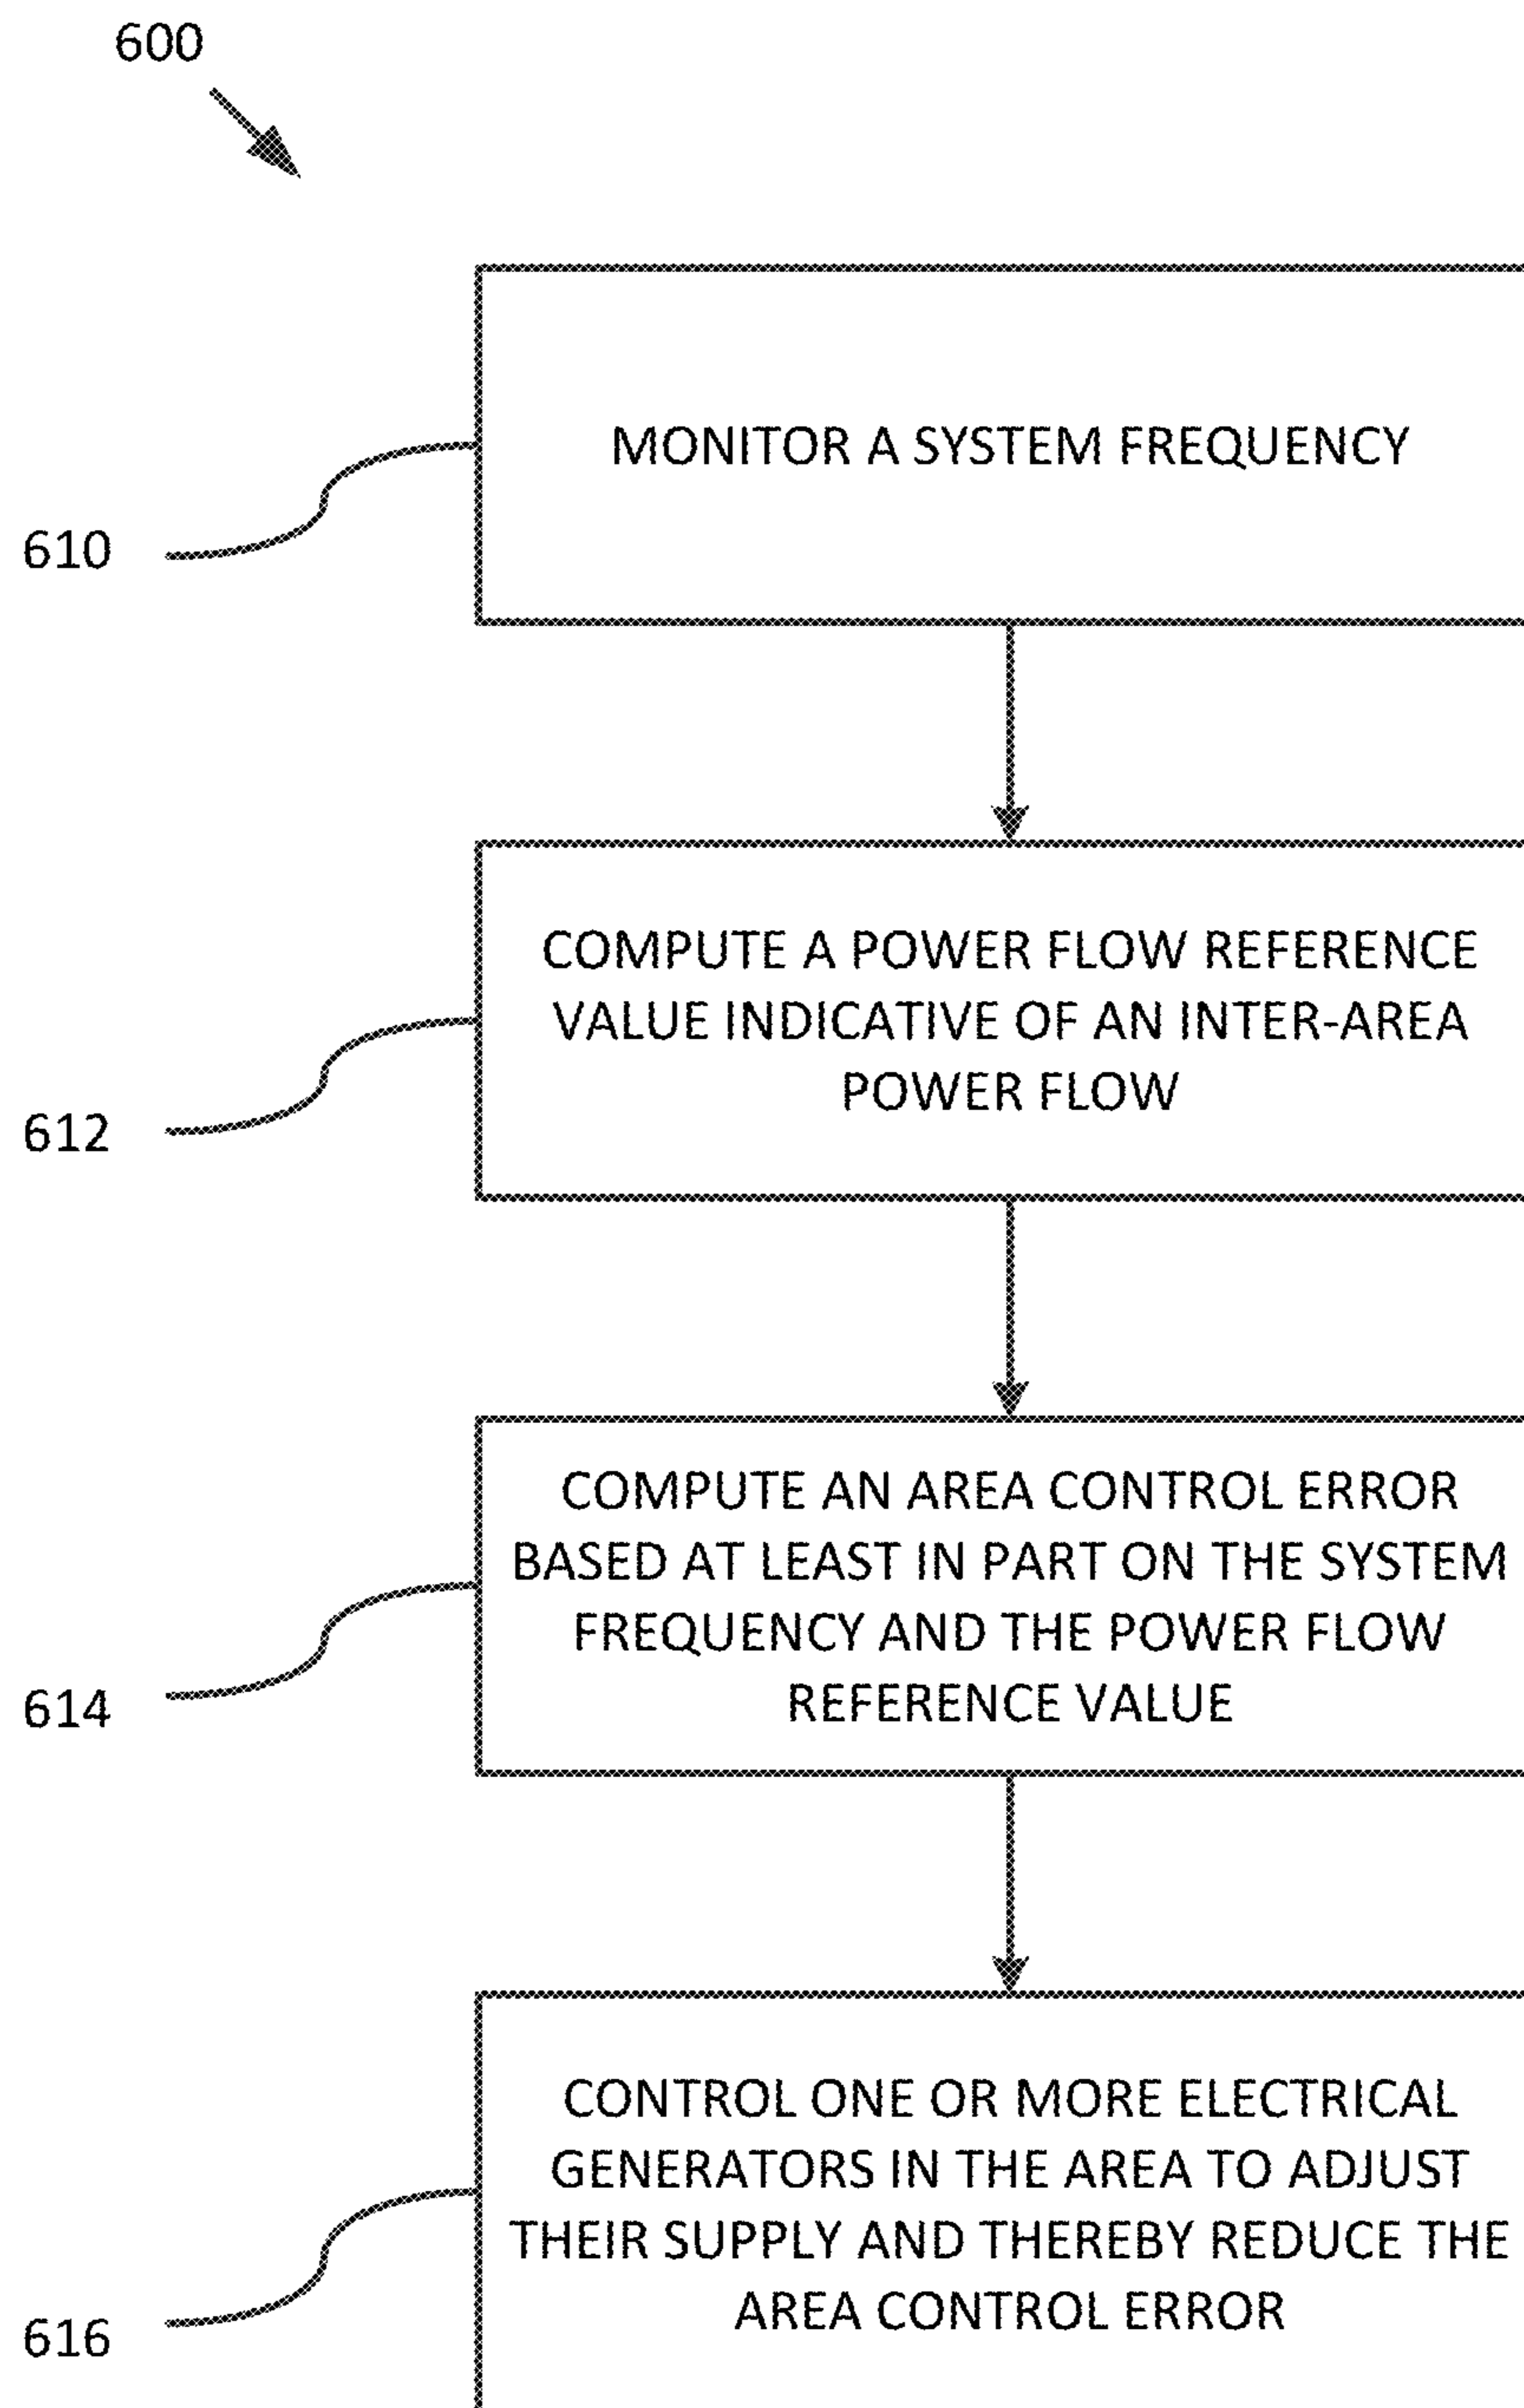 600
MONITOR A SYSTEM FREQUENCY
610
COMPUTE A POWER FLOW REFERENCE
VALUE INDICATIVE OF AN INTER-AREA
POWER FLOW
612
COMPUTE AN AREA CONTROL ERROR
BASED AT LEAST IN PART ON THE SYSTEM
FREQUENCY AND THE POWER FLOW
REFERENCE VALUE
614
CONTROL ONE OR MORE ELECTRICAL
GENERATORS IN THE AREA TO ADJUST
THEIR SUPPLY AND THEREBY REDUCE THE
AREA CONTROL ERROR
616